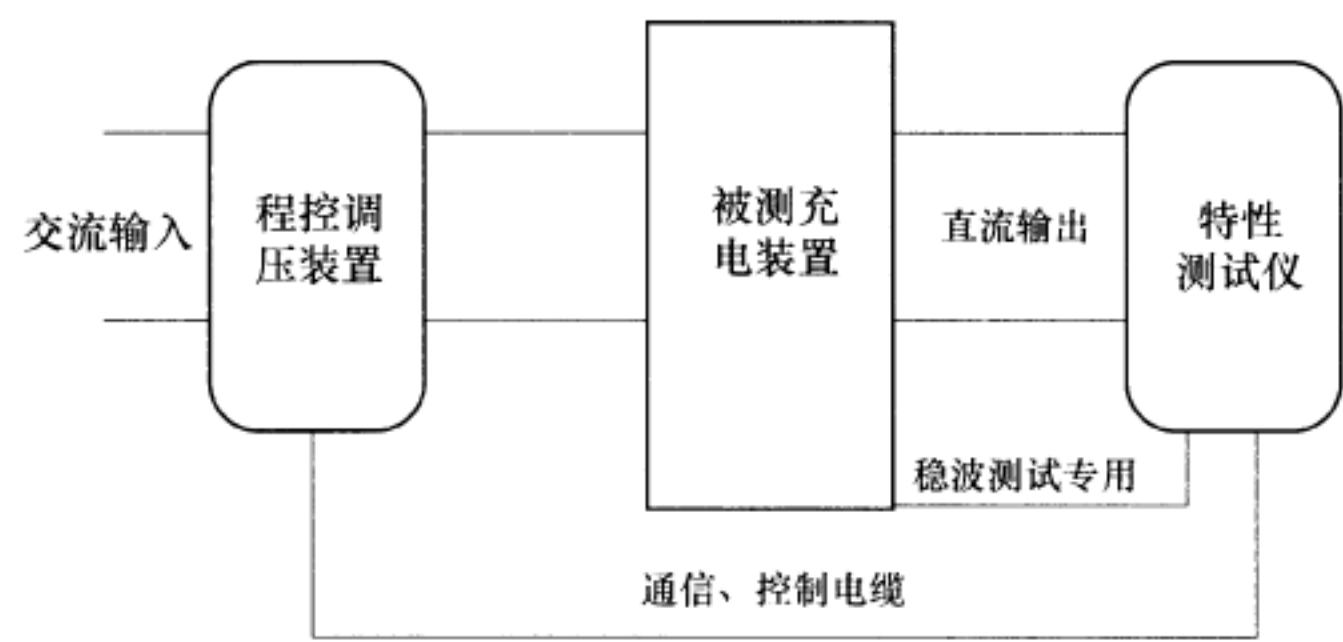 交流输入
程控调
压装置
被测充
电装置
直流输出
特性
测试仪
稳波测试专用
通信、控制电缆